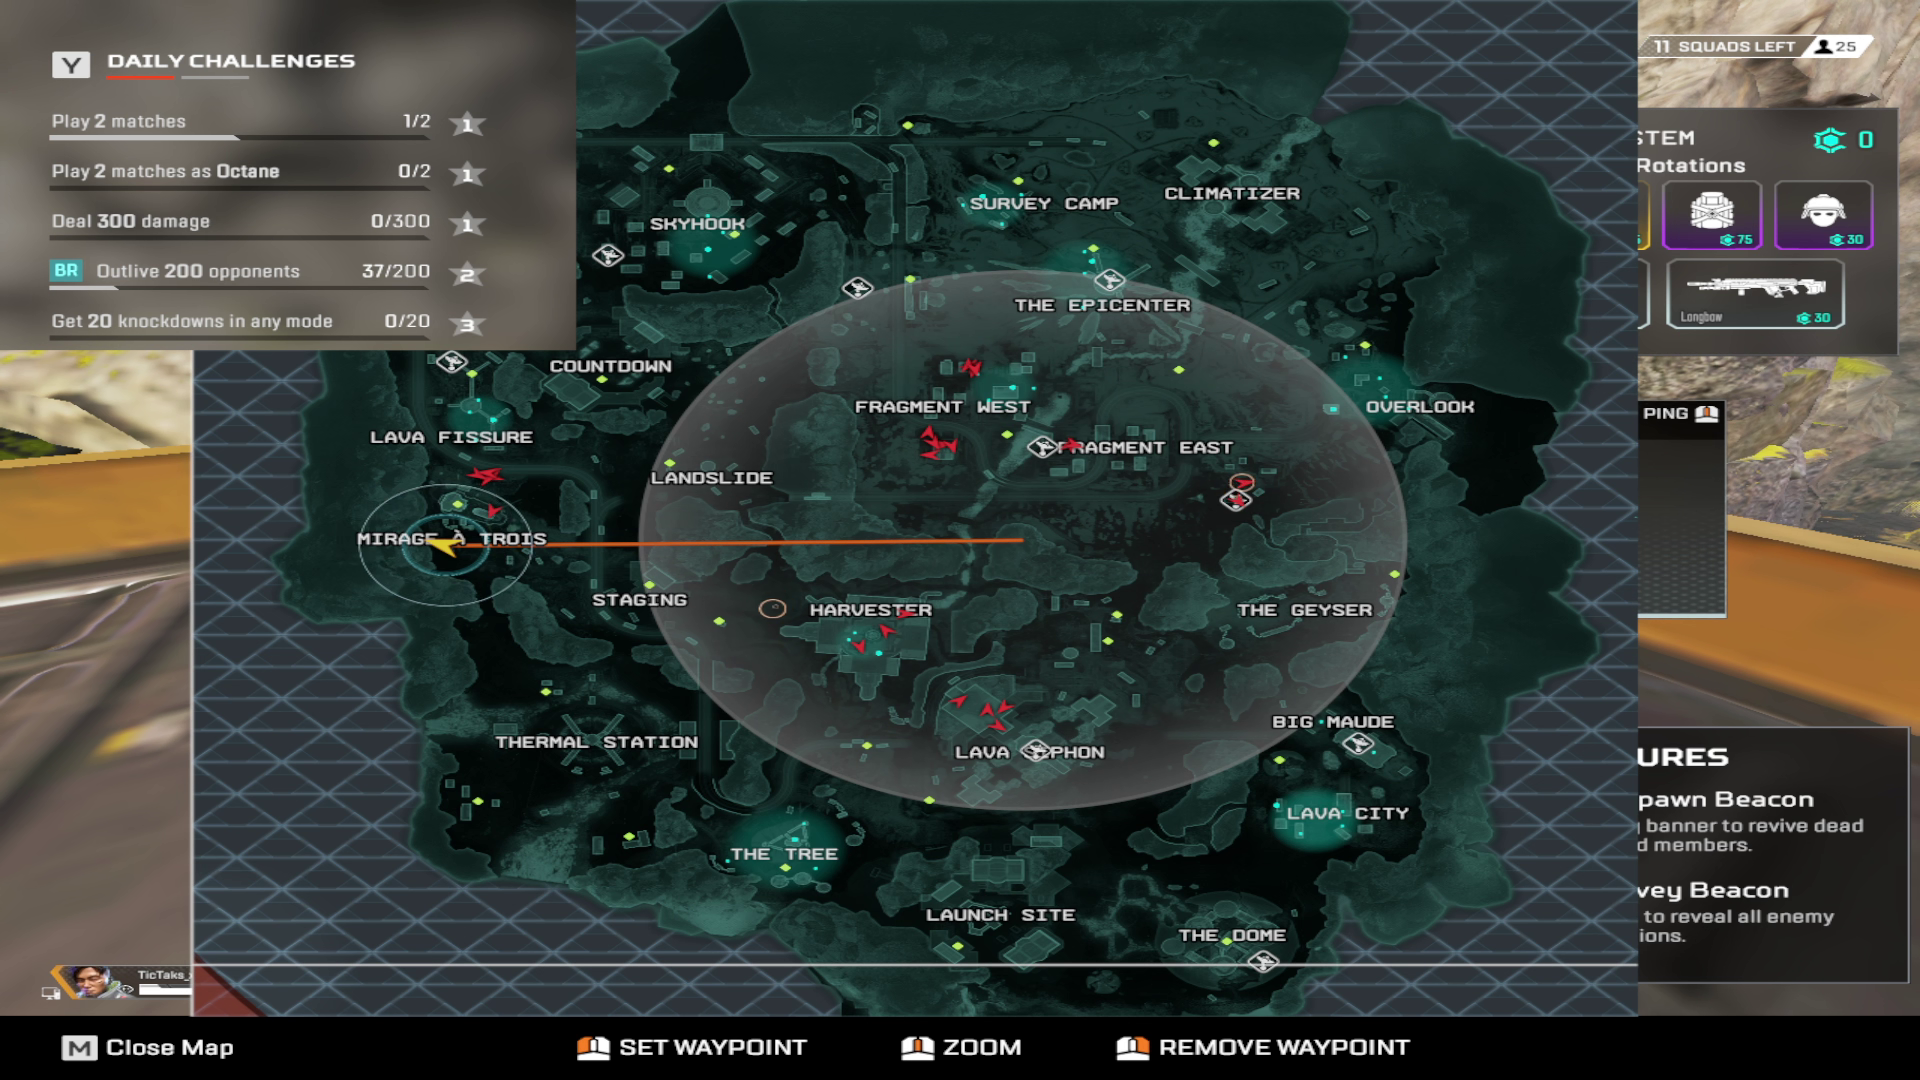 Y DAILY CHALLENGES
Play 2 matches 1/2 1
Play 2 matches as Octane 0/2 1
Deal 300 damage 0/300 1
BR Outlive 200 opponents 37/200 2
Get 20 knockdowns in any mode 0/20 3
11 SQUADS LEFT 25
STEM 0
Rotations
75 30
Longbow 30
PING
SKYHOOK
SURVEY CAMP
CLIMATIZER
THE EPICENTER
COUNTDOWN
FRAGMENT WEST
OVERLOOK
LAVA FISSURE
FRAGMENT EAST
LANDSLIDE
MIRAGE À TROIS
STAGING
HARVESTER
THE GEYSER
BIG MAUDE
THERMAL STATION
LAVA PHON
LAVA CITY
THE TREE
LAUNCH SITE
THE DOME
URES
pawn Beacon
banner to revive dead
d members.
vey Beacon
to reveal all enemy
ions.
TicTaks_
M Close Map
SET WAYPOINT
ZOOM
REMOVE WAYPOINT